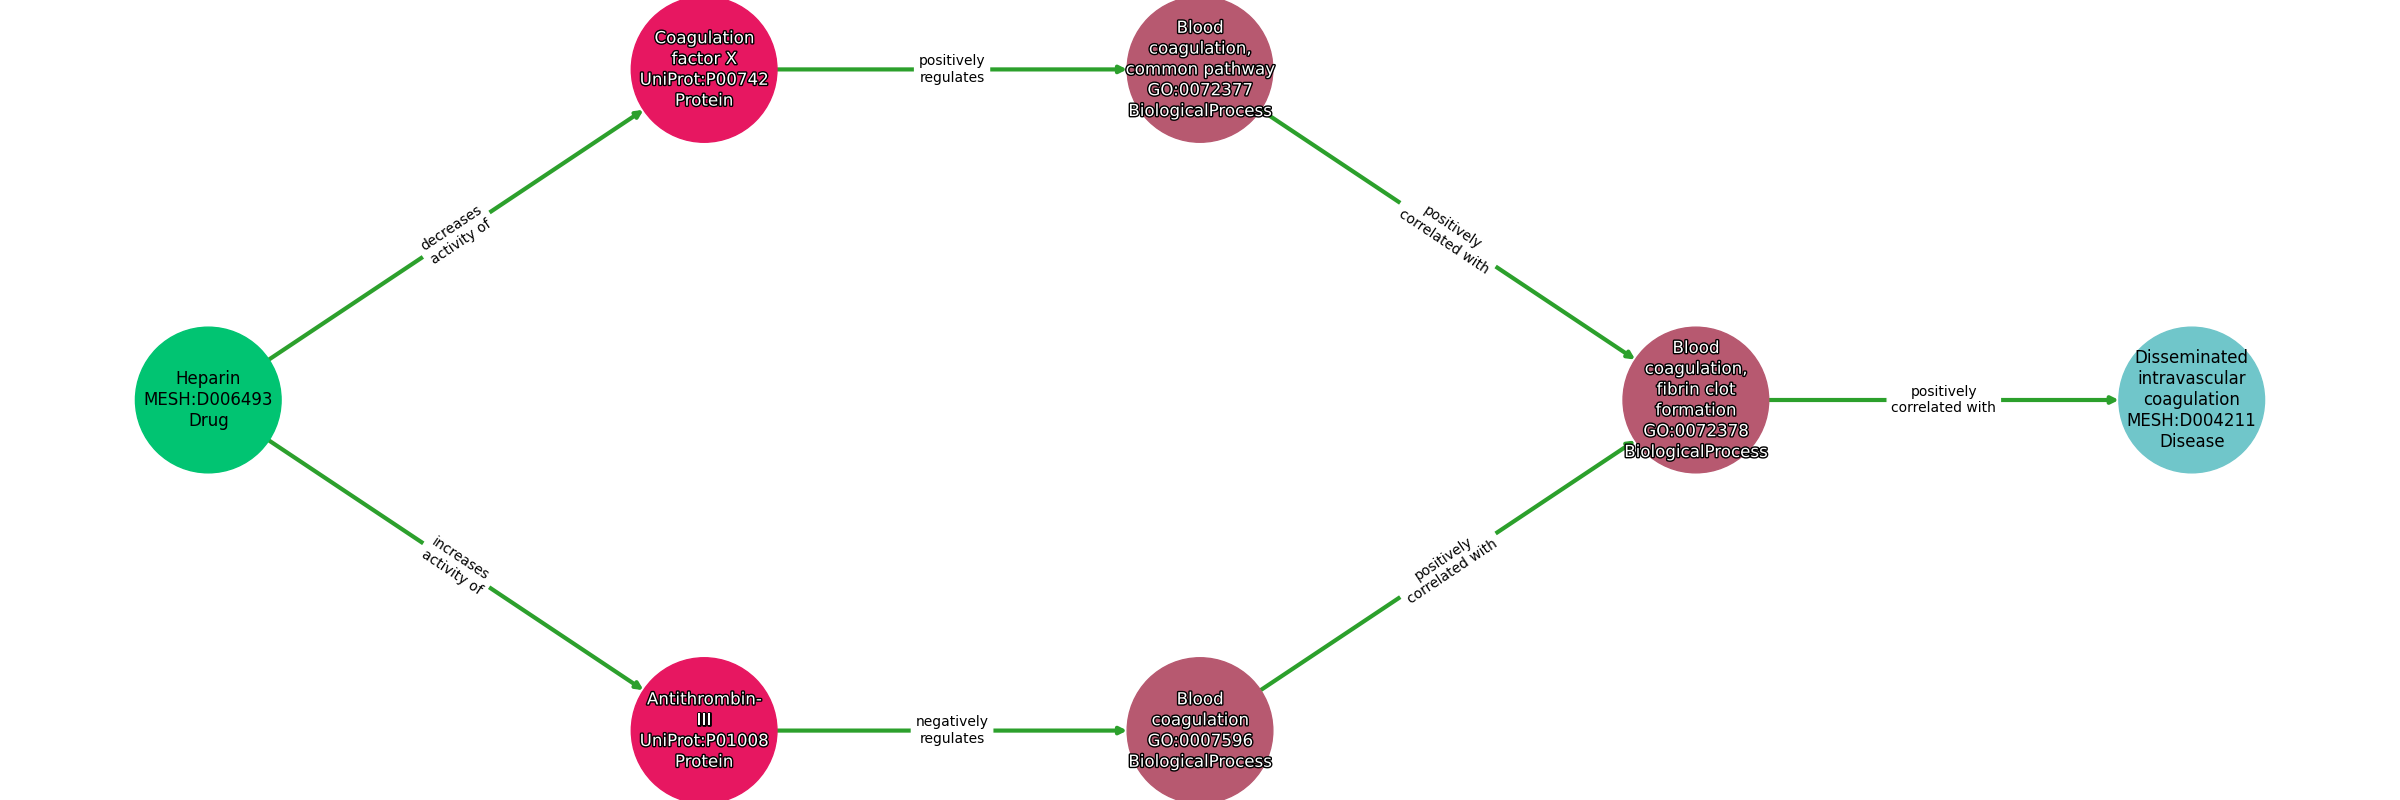 Coagulation
factor X
UniProt:P00742
Protein
positively
regulates
Blood
coagulation,
common pathway
GO:0072377
BiologicalProcess
decreases
activity of
positively
correlated with
Heparin
MESH:D006493
Drug
Blood
coagulation,
fibrin clot
formation
GO:0072378
BiologicalProcess
positively
correlated with
Disseminated
intravascular
coagulation
MESH:D004211
Disease
increases
activity of
positively
correlated with
Antithrombin-
III
UniProt:P01008
Protein
negatively
regulates
Blood
coagulation
GO:0007596
BiologicalProcess